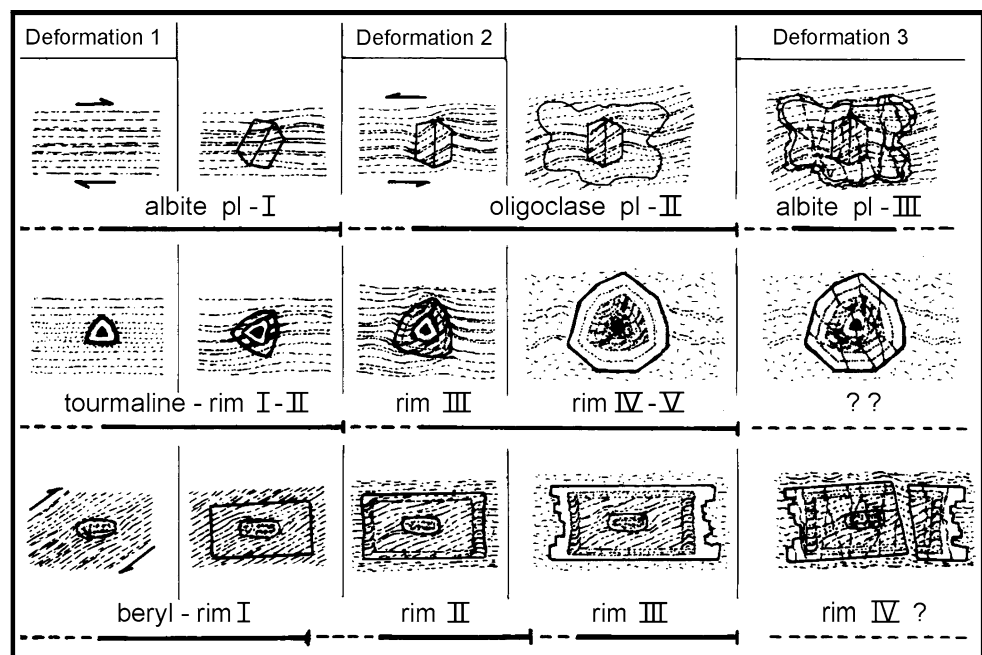 Deformation 1 Deformation 2 Deformation 3
albite pl - I oligoclase pl - II albite pl - III
tourmaline - rim I - II rim III rim IV - V ? ?
beryl - rim I rim II rim III rim IV ?